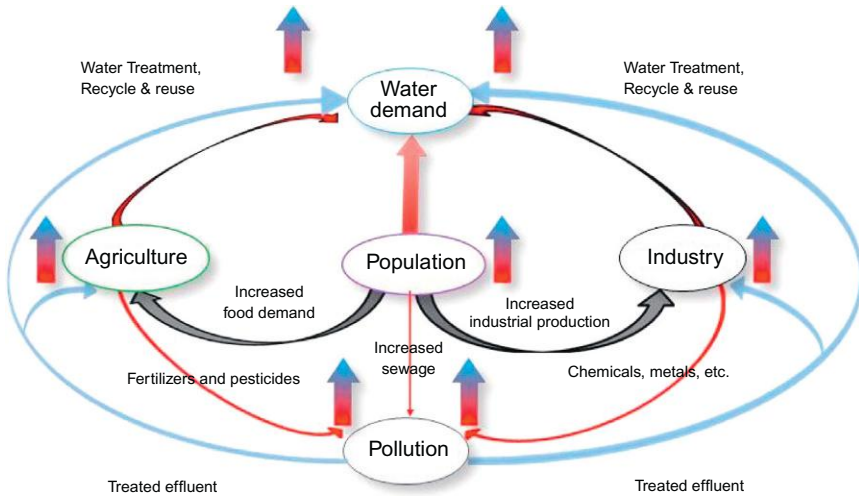 Water Treatment,
Recycle & reuse
Water
demand
Water Treatment,
Recycle & reuse
Agriculture
Population
Industry
Increased
food demand
Increased
industrial production
Increased
sewage
Fertilizers and pesticides
Chemicals, metals, etc.
Pollution
Treated effluent
Treated effluent